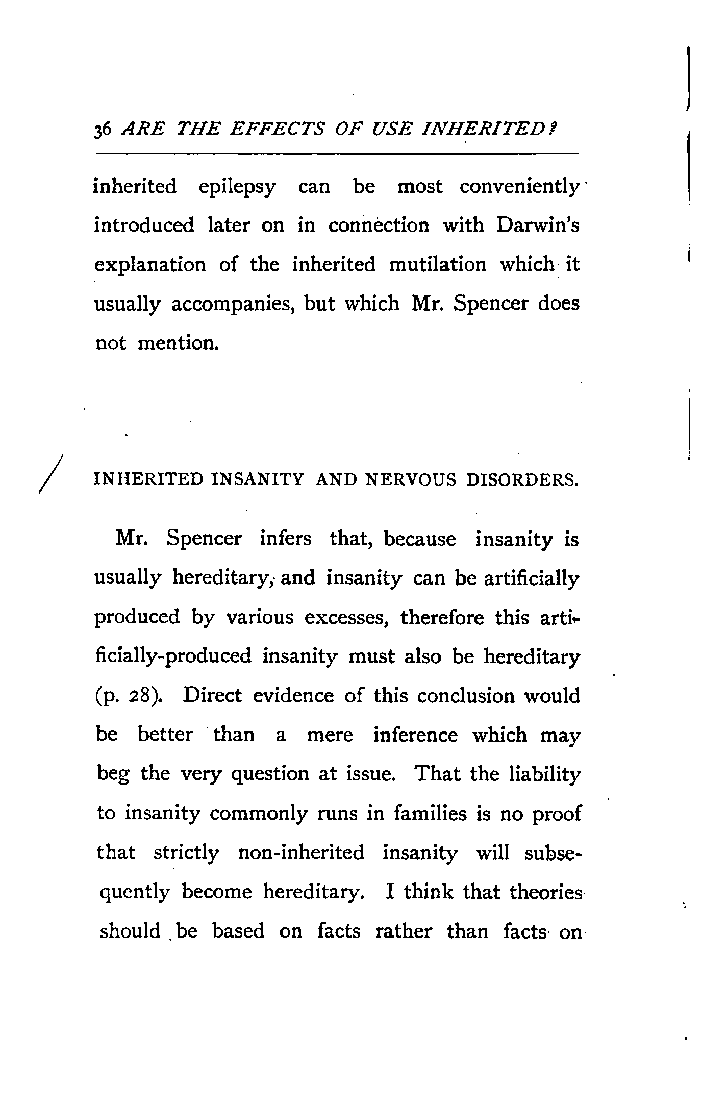 36 ARE THE EFFECTS OF USE INHERITED?
inherited epilepsy can be most conveniently
introduced later on in connection with Darwin's
explanation of the inherited mutilation which it
usually accompanies, but which Mr. Spencer does
not mention.
INHERITED INSANITY AND NERVOUS DISORDERS.
Mr. Spencer infers that, because insanity is
usually hereditary, and insanity can be artificially
produced by various excesses, therefore this arti-
ficially-produced insanity must also be hereditary
(p. 28). Direct evidence of this conclusion would
be better than a mere inference which may
beg the very question at issue. That the liability
to insanity commonly runs in families is no proof
that strictly non-inherited insanity will subse-
quently become hereditary. I think that theories
should be based on facts rather than facts on